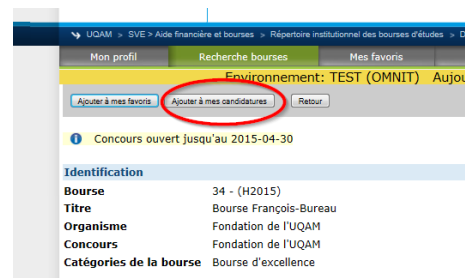 UQAM > SVE > Aide financière et bourses > Répertoire institutionnel des bourses d'études > D
Mon profil Recherche bourses Mes favoris
Environnement: TEST (OMNIT) Aujou
Ajouter à mes favoris Ajouter à mes candidatures Retour
Concours ouvert jusqu'au 2015-04-30
Identification
Bourse 34 - (H2015)
Titre Bourse François-Bureau
Organisme Fondation de l'UQAM
Concours Fondation de l'UQAM
Catégories de la bourse Bourse d'excellence